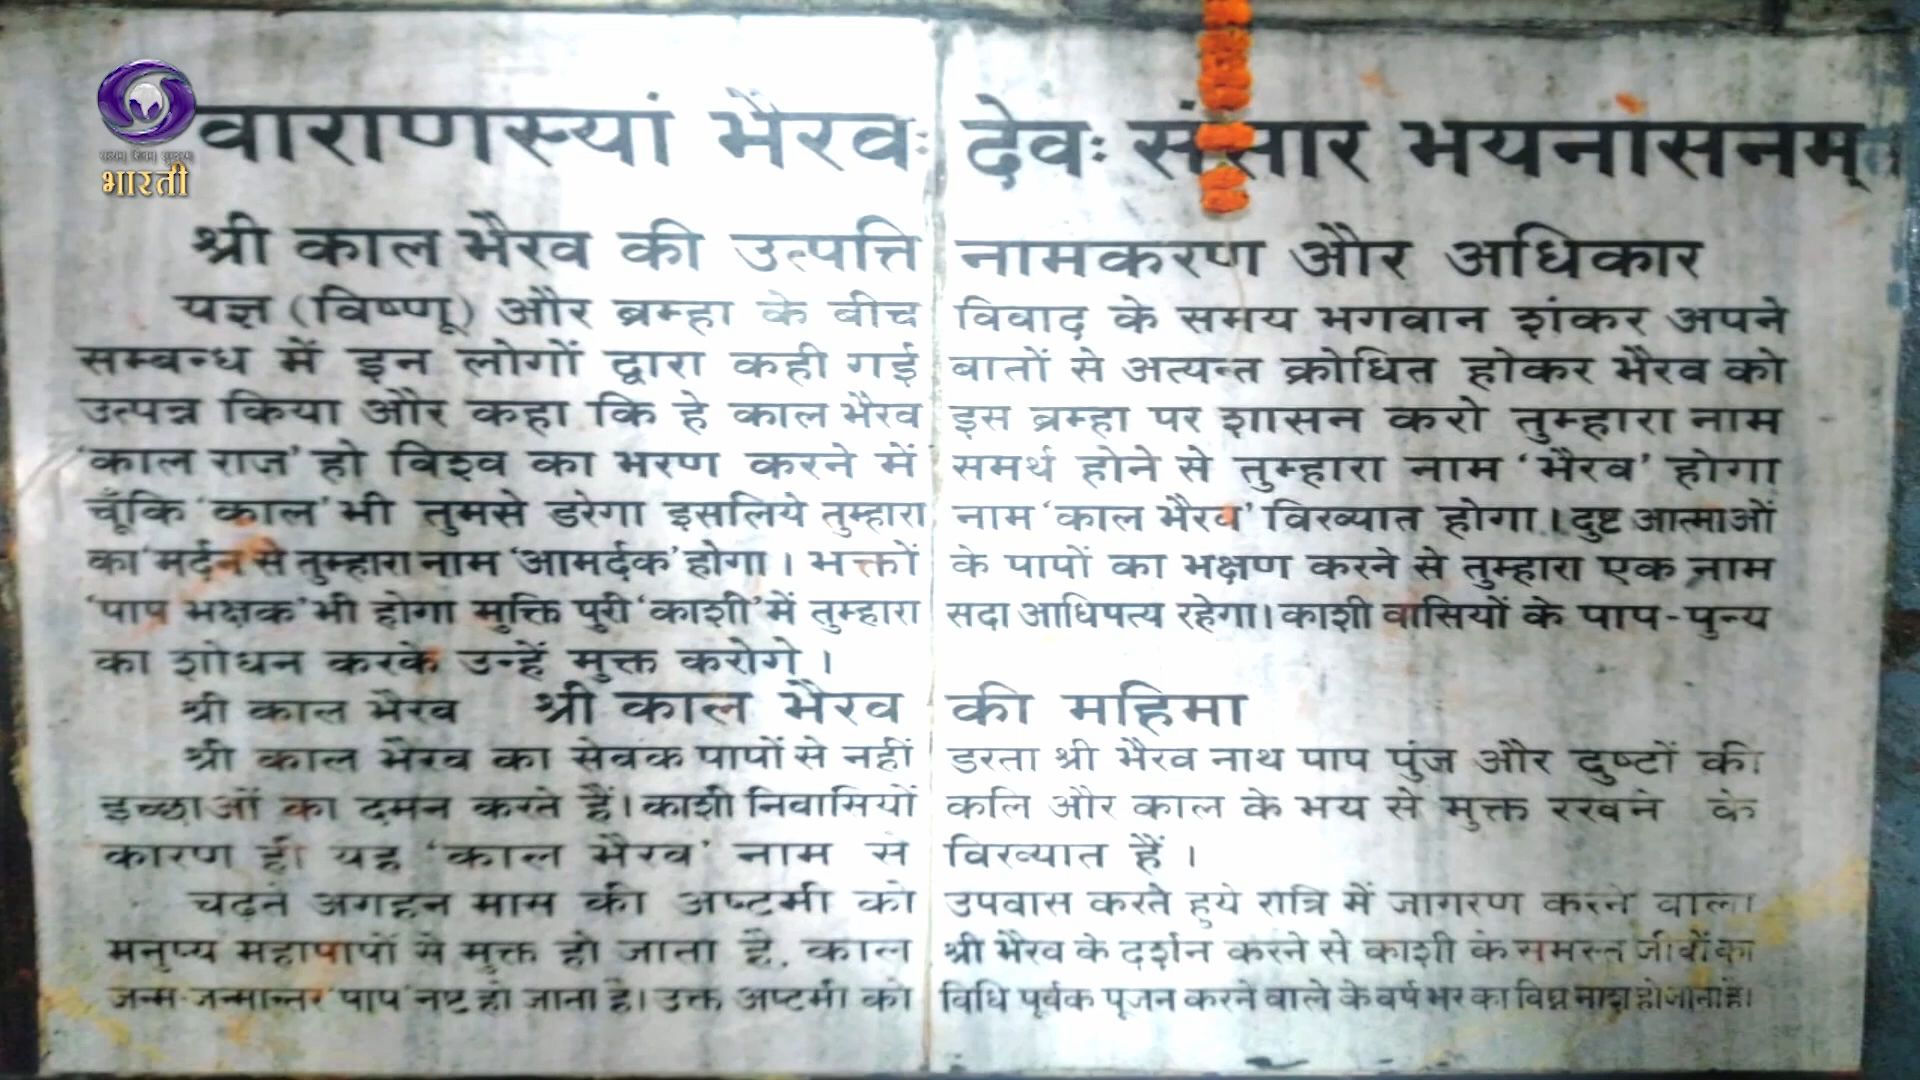 वाराणस्यां भैरवः देवः संसार भयनांसनम्
भारती
श्री काल भैरव की उत्पत्ति नामकरण और अधिकार
यज्ञ (विष्णू) और ब्रम्हा के बीच विवाद के समय भगवान शंकर अपने
सम्बन्ध में इन लोगों द्वारा कही गई बातों से अत्यन्त क्रोधित होकर भैरव को
उत्पन्न किया और कहा कि हे काल भैरव इस ब्रम्हा पर शासन करो तुम्हारा नाम
'काल राज' हो विश्व का भरण करने में समर्थ होने से तुम्हारा नाम 'भैरव' होगा
चूँकि 'काल' भी तुमसे डरेगा इसलिये तुम्हारा नाम 'काल भैरव' विख्यात होगा। दुष्ट आत्माओं
का मर्दन से तुम्हारा नाम 'आमर्दक' होगा। भक्तों के पापों का भक्षण करने से तुम्हारा एक नाम
'पाप भक्षक' भी होगा मुक्ति पुरी 'काशी' में तुम्हारा सदा आधिपत्य रहेगा। काशी वासियों के पाप-पुन्य
का शोधन करके उन्हें मुक्त करोगे।
श्री काल भैरव श्री काल भैरव की महिमा
श्री काल भैरव का सेवक पापों से नहीं डरता श्री भैरव नाथ पाप पुंज और दुष्टों की
इच्छाओं का दमन करते हैं। काशी निवासियों कलि और काल के भय से मुक्त रखने के
कारण ही यह 'काल भैरव' नाम से विख्यात हैं।
चढ़ते अगहन मास की अष्टमी को उपवास करते हुये रात्रि में जागरण करने वाला
मनुष्य महापापों से मुक्त हो जाता है, काल श्री भैरव के दर्शन करने से काशी के समस्त जीवों का
जन्म-जन्मान्तर पाप नष्ट हो जाता है। उक्त अष्टमी को विधि पूर्वक पूजन करने वाले के वर्ष भर का विघ्न नाश हो जाता है।